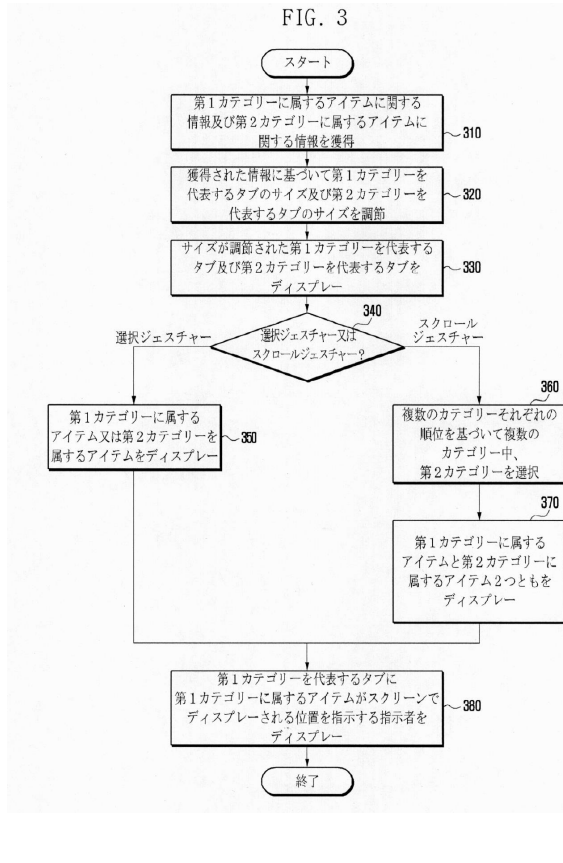 FIG. 3
スタート
第1カテゴリーに属するアイテムに関する
情報及び第2カテゴリーに属するアイテムに
関する情報を獲得
310
獲得された情報に基づいて第1カテゴリーを
代表するタブのサイズ及び第2カテゴリーを
代表するタブのサイズを調節
320
サイズが調節された第1カテゴリーを代表する
タブ及び第2カテゴリーを代表するタブを
ディスプレー
330
340
選択ジェスチャー又は
スクロールジェスチャー?
選択ジェスチャー
スクロール
ジェスチャー
第1カテゴリーに属する
アイテム又は第2カテゴリーを
属するアイテムをディスプレー
350
360
複数のカテゴリーそれぞれの
順位を基づいて複数の
カテゴリー中、
第2カテゴリーを選択
370
第1カテゴリーに属する
アイテムと第2カテゴリーに
属するアイテム2つともを
ディスプレー
第1カテゴリーを代表するタブに
第1カテゴリーに属するアイテムがスクリーンで
ディスプレーされる位置を指示する指示者を
ディスプレー
380
終了